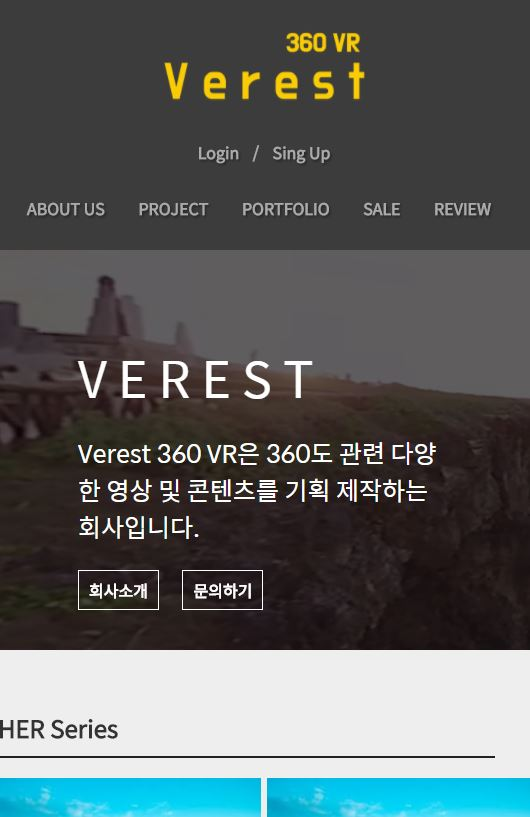 360 VR
Verest
Login / Sing Up
ABOUT US PROJECT PORTFOLIO SALE REVIEW
VEREST
Verest 360 VR은 360도 관련 다양
한 영상 및 콘텐츠를 기획 제작하는
회사입니다.
회사소개 문의하기
HER Series